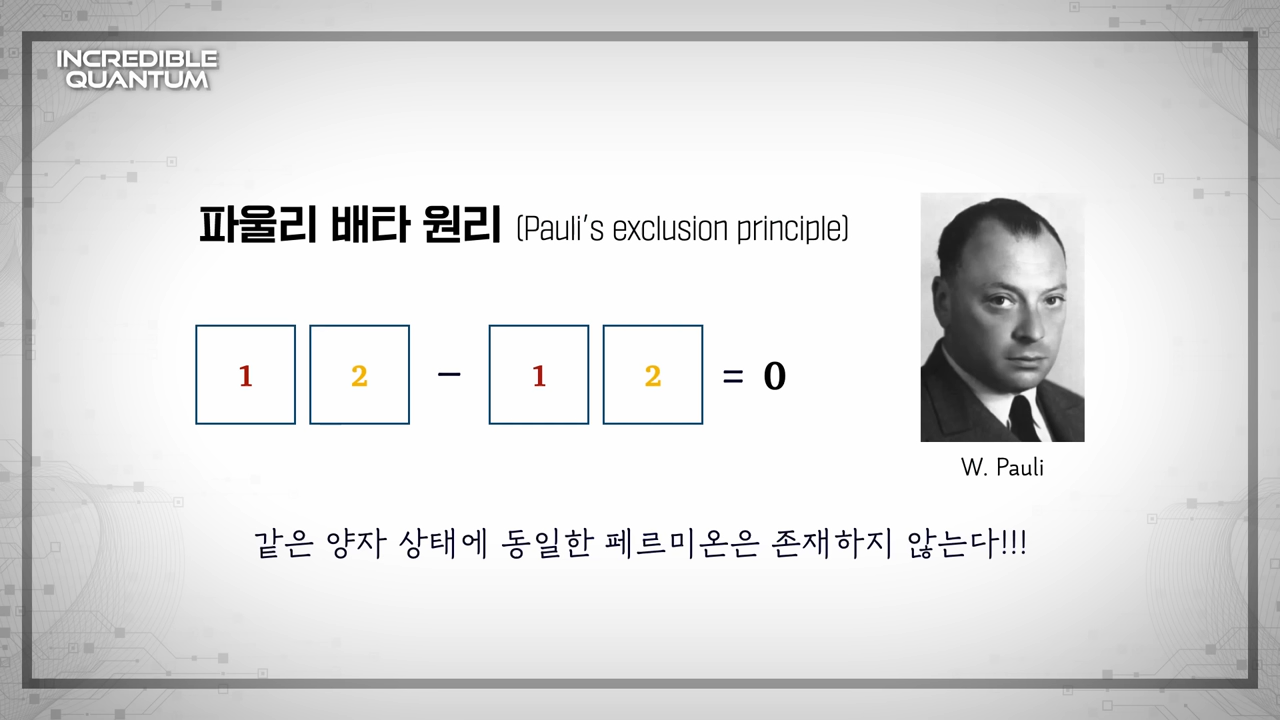 INCREDIBLE
QUANTUM
파울리 배타 원리 (Pauli's exclusion principle)
1 2 − 1 2 = 0
W. Pauli
같은 양자 상태에 동일한 페르미온은 존재하지 않는다!!!